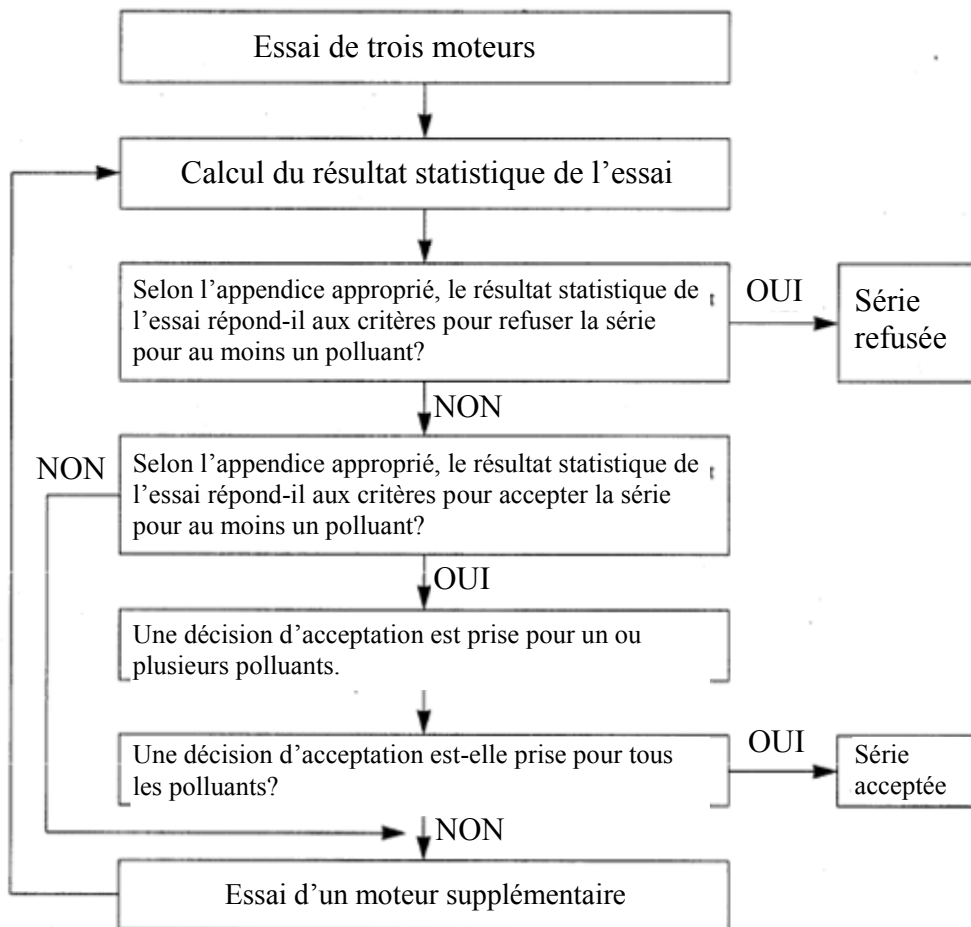 Essai de trois moteurs
Calcul du résultat statistique de l’essai
Selon l’appendice approprié, le résultat statistique de
l’essai répond-il aux critères pour refuser la série
pour au moins un polluant?
OUI
Série
refusée
NON
NON
Selon l’appendice approprié, le résultat statistique de
l’essai répond-il aux critères pour accepter la série
pour au moins un polluant?
OUI
Une décision d’acceptation est prise pour un ou
plusieurs polluants.
Une décision d’acceptation est-elle prise pour tous
les polluants?
OUI
Série
acceptée
NON
Essai d’un moteur supplémentaire